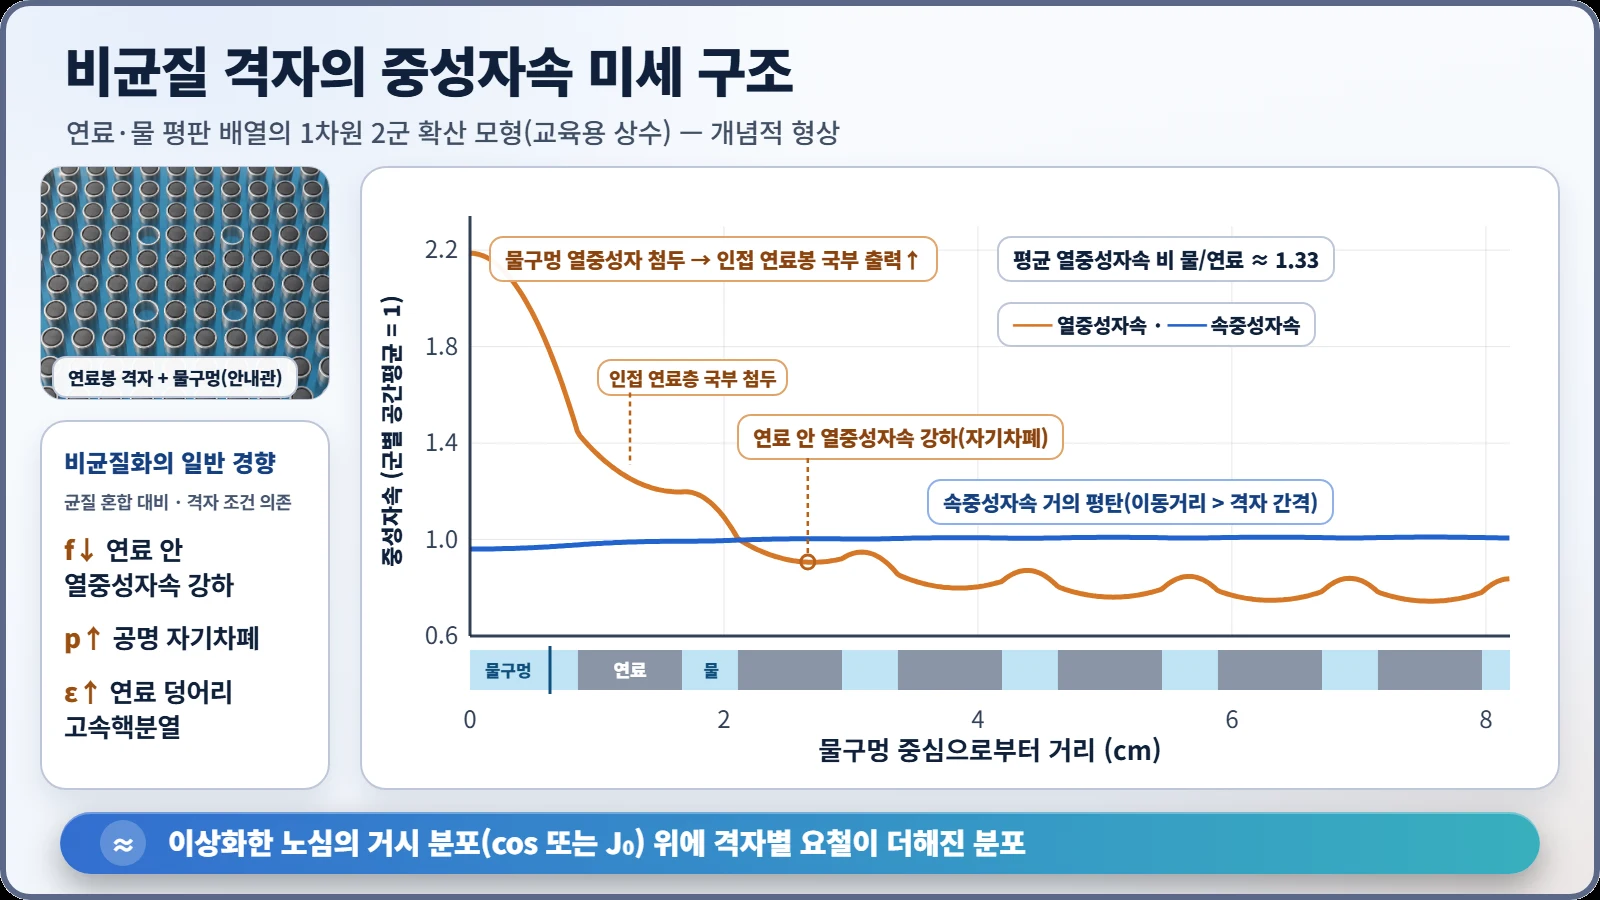 비균질 격자의 중성자속 미세 구조
연료·물 평판 배열의 1차원 2군 확산 모형(교육용 상수) — 개념적 형상
연료봉 격자 + 물구멍(안내관)
비균질화의 일반 경향
균질 혼합 대비 · 격자 조건 의존
f↓ 연료 안
열중성자속 강하
p↑ 공명 자기차폐
ε↑ 연료 덩어리
고속핵분열
중성자속 (군별 공간평균 = 1)
2.2
1.8
1.4
1.0
0.6
물구멍 열중성자 첨두 → 인접 연료봉 국부 출력↑
평균 열중성자속 비 물/연료 ≈ 1.33
열중성자속 · 속중성자속
인접 연료층 국부 첨두
연료 안 열중성자속 강하(자기차폐)
속중성자속 거의 평탄(이동거리 > 격자 간격)
물구멍
연료
물
0
2
4
6
8
물구멍 중심으로부터 거리 (cm)
≈ 이상화한 노심의 거시 분포(cos 또는 J₀) 위에 격자별 요철이 더해진 분포